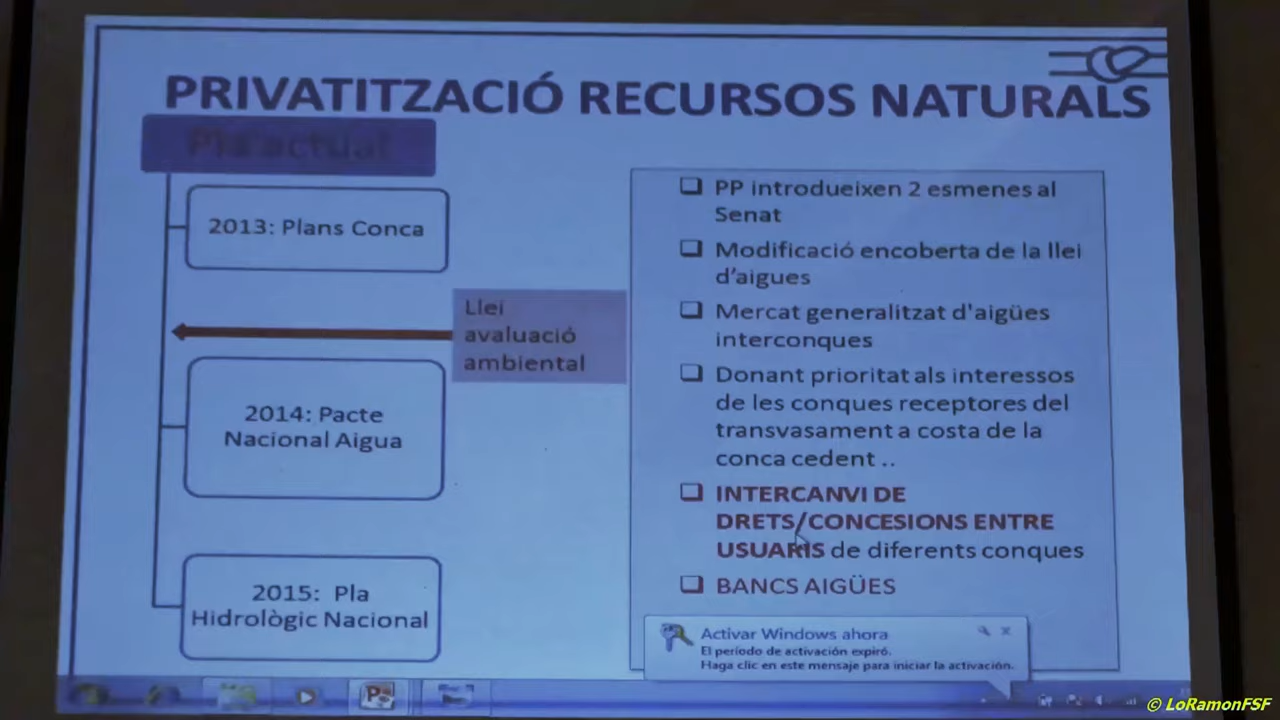 PRIVATITZACIÓ RECURSOS NATURALS
Pla actual
2013: Plans Conca
Llei
avaluació
ambiental
2014: Pacte
Nacional Aigua
2015: Pla
Hidrològic Nacional
PP introdueixen 2 esmenes al
Senat
Modificació encoberta de la llei
d'aigues
Mercat generalitzat d'aigües
interconques
Donant prioritat als interessos
de les conques receptores del
transvasament a costa de la
conca cedent ..
INTERCANVI DE
DRETS/CONCESIONS ENTRE
USUARIS de diferents conques
BANCS AIGÜES
Activar Windows ahora
El período de activación expiró.
Haga clic en este mensaje para iniciar la activación.
© LoRamonFSF